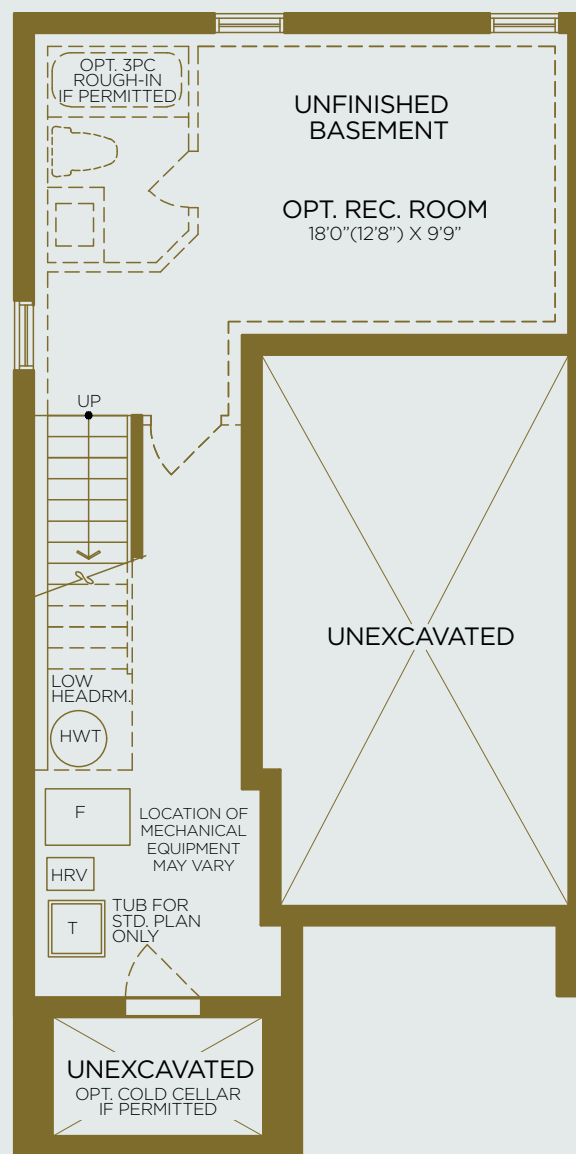 OPT. 3PC
ROUGH-IN
IF PERMITTED
UNFINISHED
BASEMENT
OPT. REC. ROOM
18'0"(12'8") X 9'9"
UP
UNEXCAVATED
LOW
HEADRM.
HWT
F
LOCATION OF
MECHANICAL
EQUIPMENT
MAY VARY
HRV
T
TUB FOR
STD. PLAN
ONLY
UNEXCAVATED
OPT. COLD CELLAR
IF PERMITTED